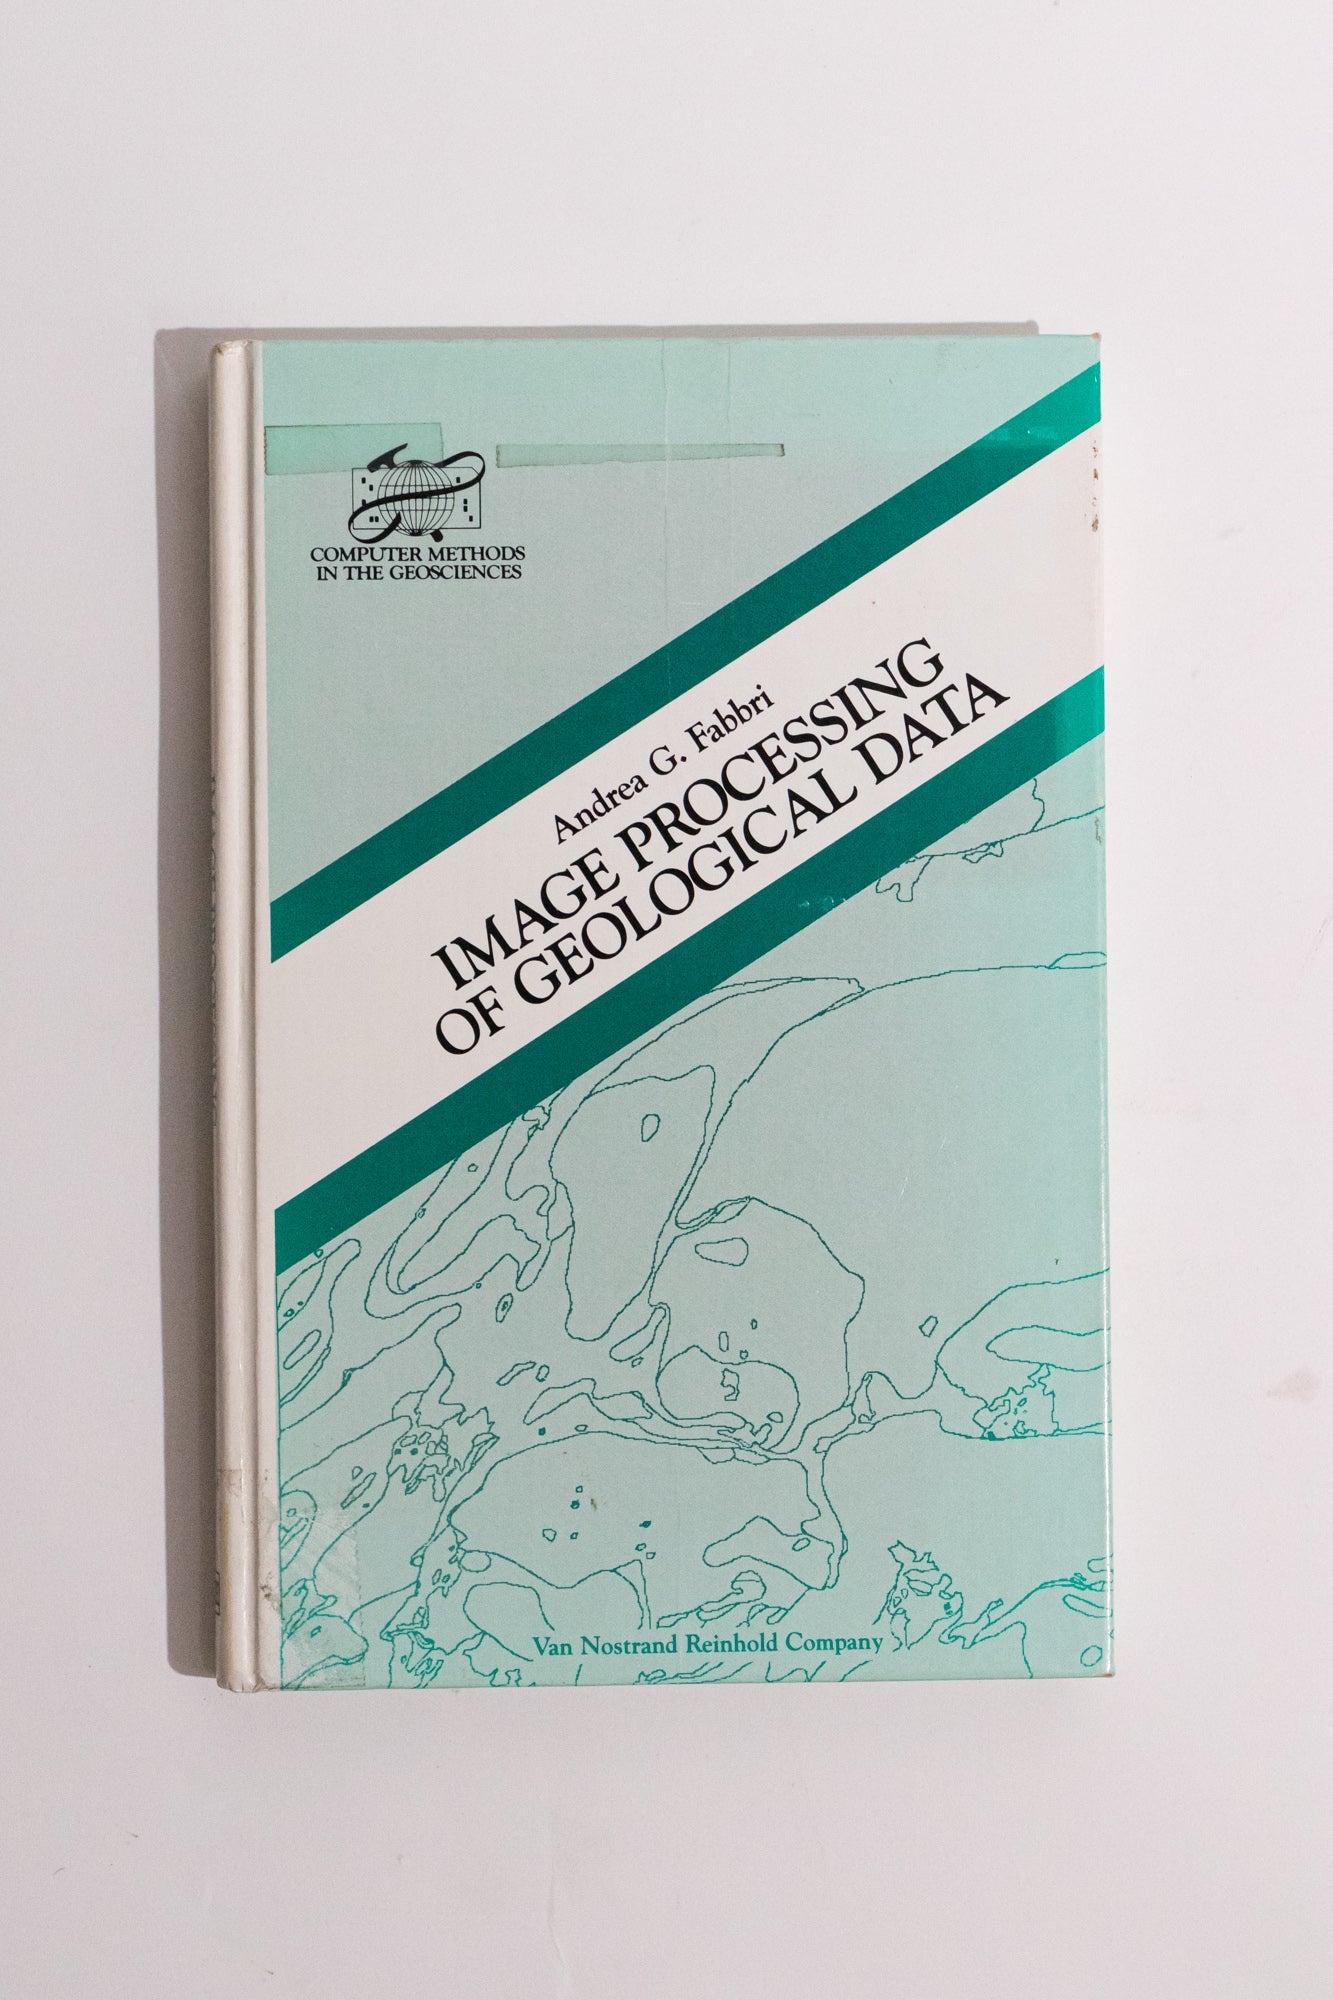 COMPUTER METHODS
IN THE GEOSCIENCES
Andrea G. Fabbri
IMAGE PROCESSING
OF GEOLOGICAL DATA
Van Nostrand Reinhold Company